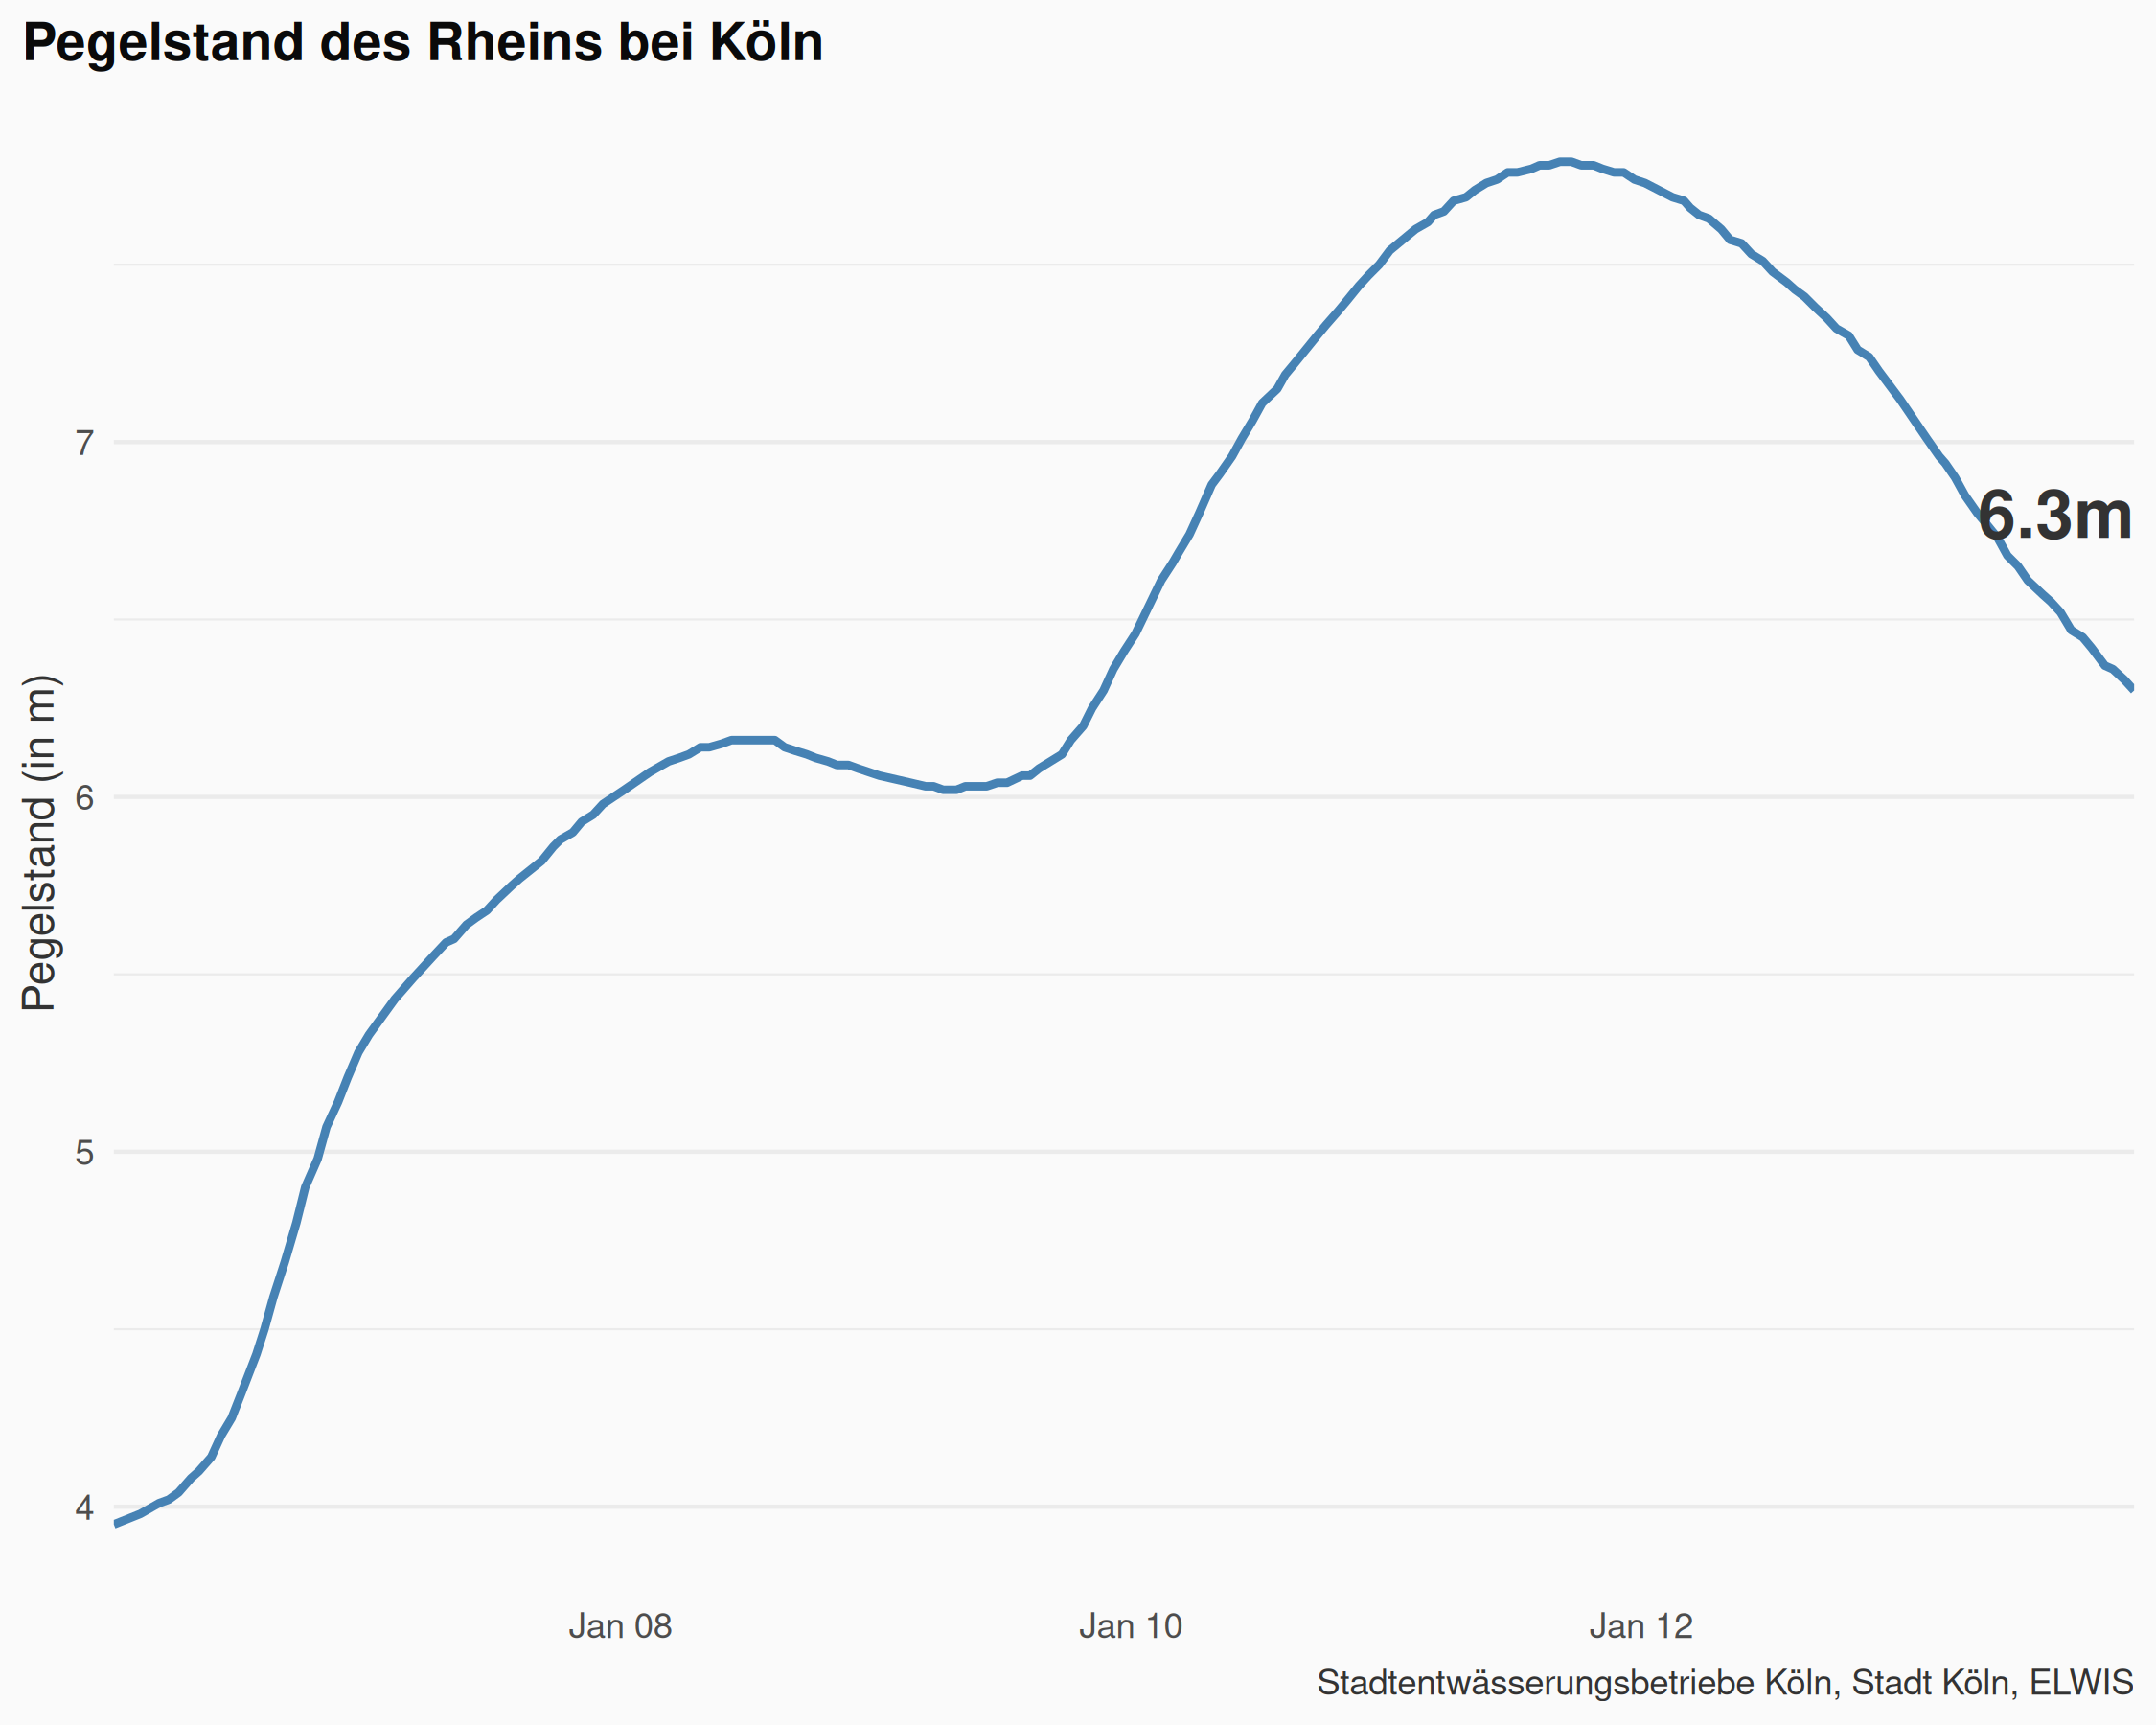 Pegelstand des Rheins bei Köln
Pegelstand (in m)
7
6.3m
6
5
4
Jan 08
Jan 10
Jan 12
Stadtentwässerungsbetriebe Köln, Stadt Köln, ELWIS